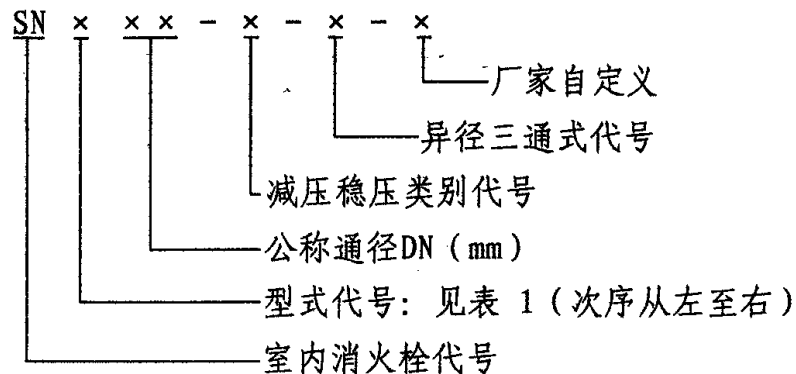 SN × ×× - × - × - ×
厂家自定义
异径三通式代号
减压稳压类别代号
公称通径DN（mm）
型式代号：见表 1（次序从左至右）
室内消火栓代号